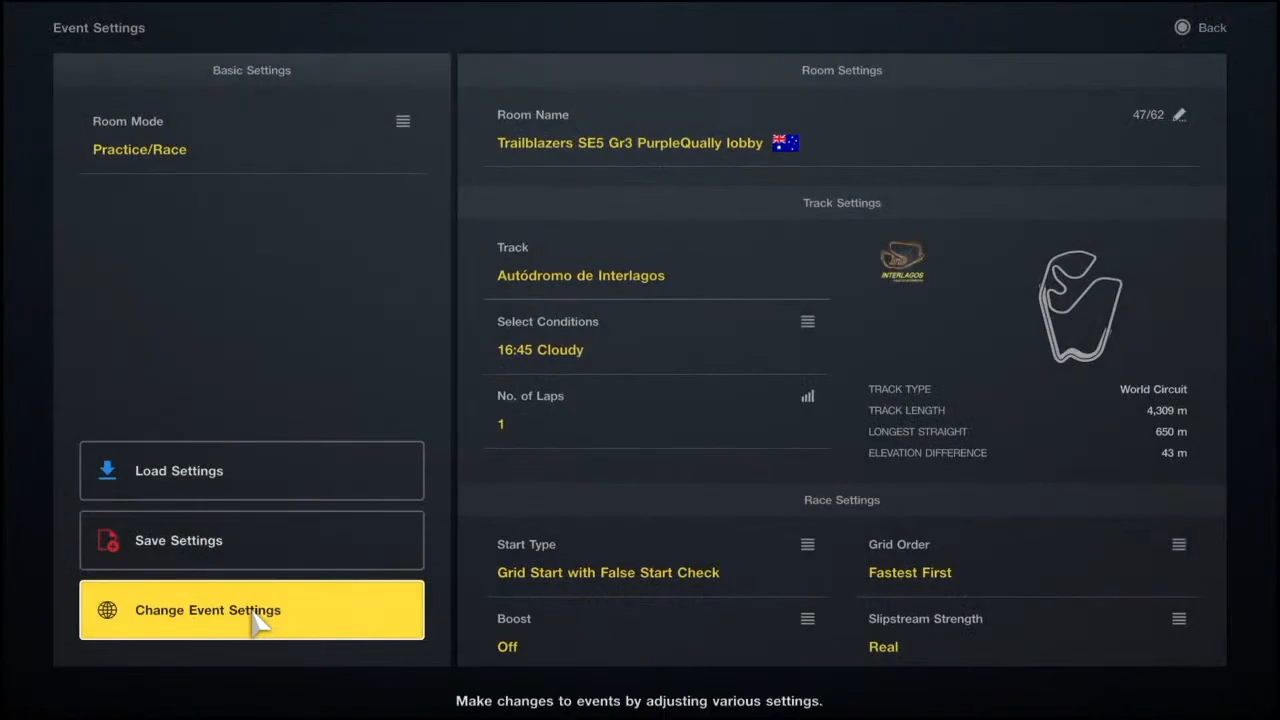 Event Settings
Back
Basic Settings
Room Mode
Practice/Race
Load Settings
Save Settings
Change Event Settings
Room Settings
Room Name
47/62
Trailblazers SE5 Gr3 PurpleQually lobby
Track Settings
Track
Autódromo de Interlagos
INTERLAGOS
Select Conditions
16:45 Cloudy
No. of Laps
1
TRACK TYPE World Circuit
TRACK LENGTH 4,309 m
LONGEST STRAIGHT 650 m
ELEVATION DIFFERENCE 43 m
Race Settings
Start Type
Grid Start with False Start Check
Grid Order
Fastest First
Boost
Off
Slipstream Strength
Real
Make changes to events by adjusting various settings.